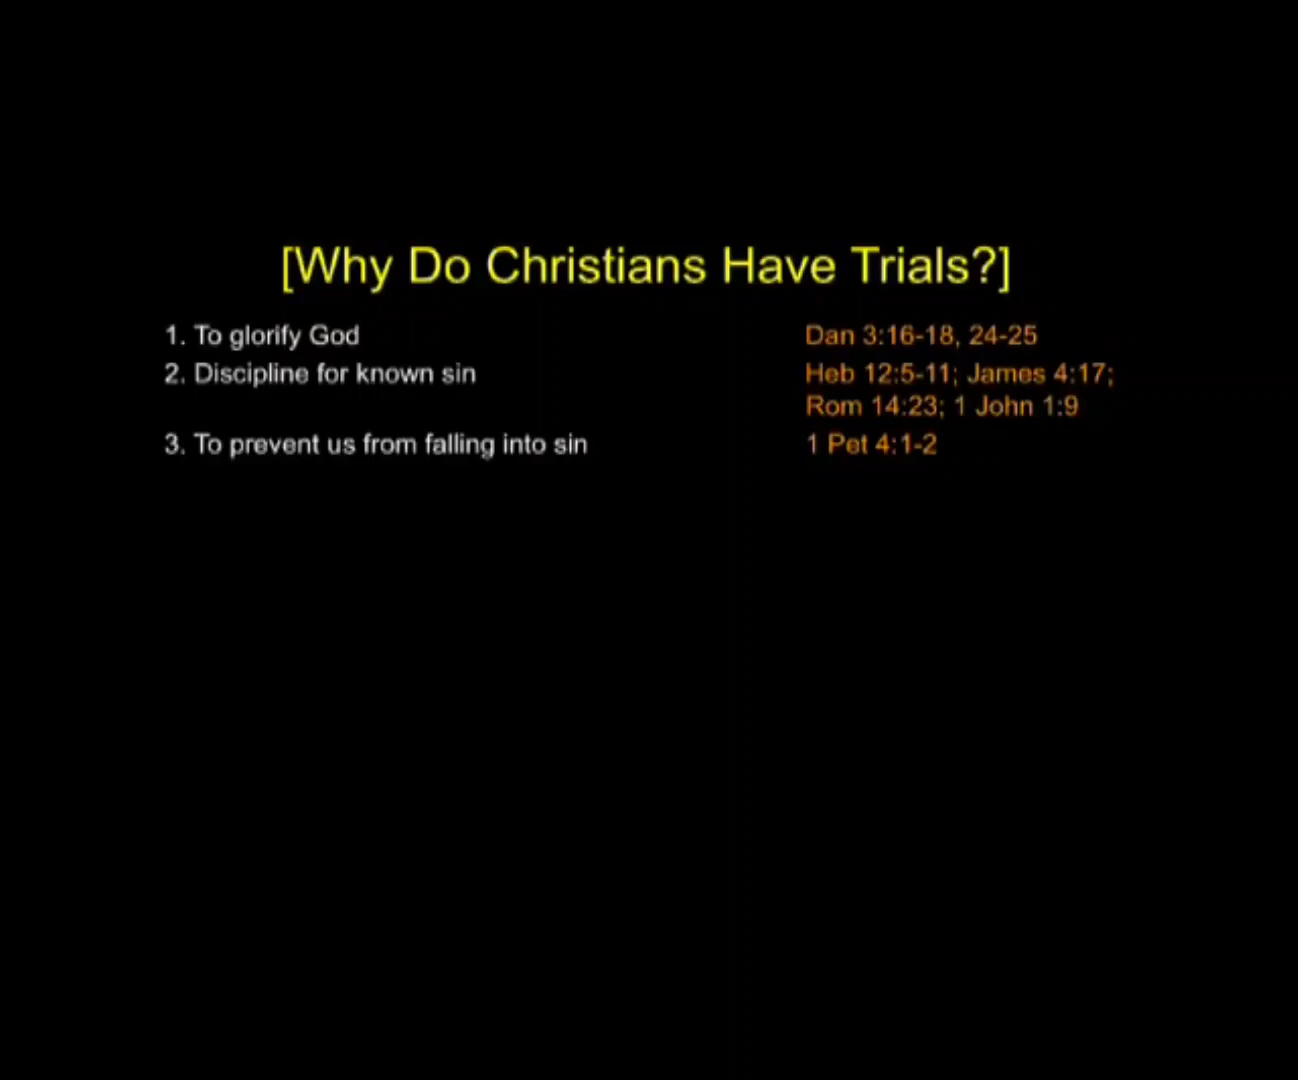 [Why Do Christians Have Trials?]
1. To glorify God Dan 3:16-18, 24-25
2. Discipline for known sin Heb 12:5-11; James 4:17;
Rom 14:23; 1 John 1:9
3. To prevent us from falling into sin 1 Pet 4:1-2